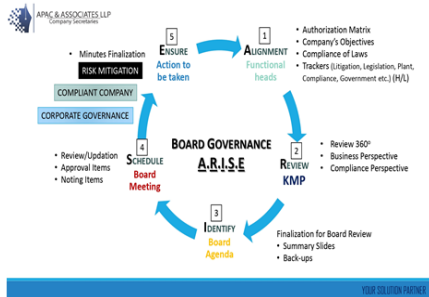 APAC & ASSOCIATES LLP
Company Secretaries
5
ENSURE
Action to
be taken
• Minutes Finalization
RISK MITIGATION
COMPLIANT COMPANY
CORPORATE GOVERNANCE
1
ALIGNMENT
Functional
heads
• Authorization Matrix
• Company's Objectives
• Compliance of Laws
• Trackers (Litigation, Legislation, Plant,
Compliance, Government etc.) (H/L)
BOARD GOVERNANCE
A.R.I.S.E
4
SCHEDULE
Board
Meeting
• Review/Updation
• Approval Items
• Noting Items
2
REVIEW
KMP
• Review 360°
• Business Perspective
• Compliance Perspective
3
IDENTIFY
Board
Agenda
Finalization for Board Review
• Summary Slides
• Back-ups
YOUR SOLUTION PARTNER